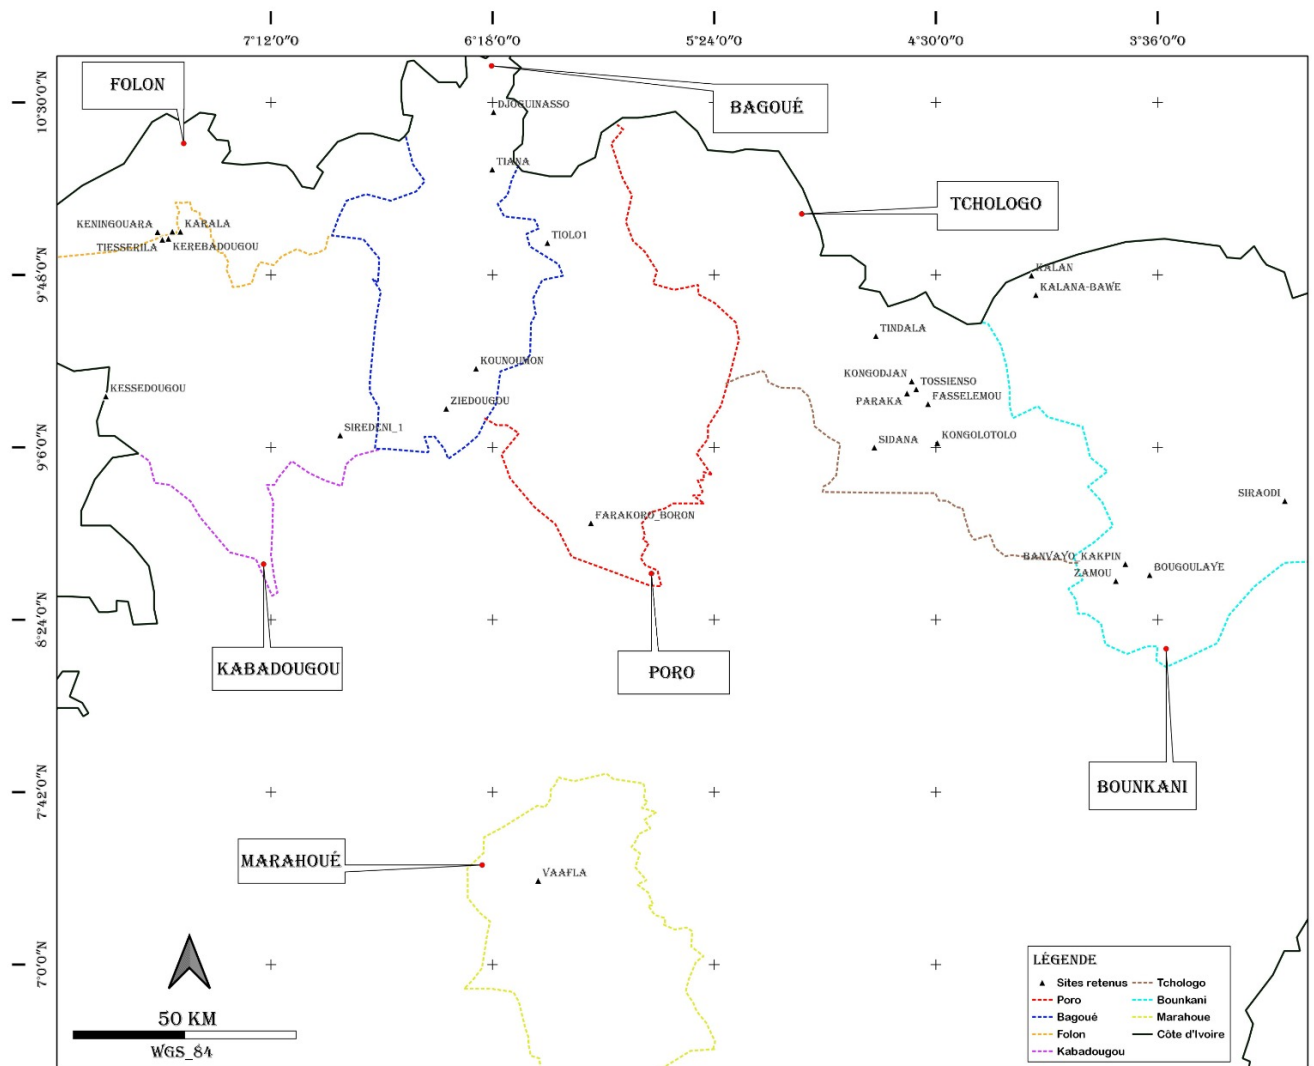 7°12′0″O 6°18′0″O 5°24′0″O 4°30′0″O 3°36′0″O
FOLON
BAGOUÉ
10°30′0″N
DJOGUINASSO
TIANA
TCHOLOGO
KENINGOUARA KARALA
TIESSERILA KEREBADOUGOU
TIOLO1
9°48′0″N
KALAN
KALANA-BAWE
TINDALA
KOUNOUMON
KONGODJAN
TOSSIENSO
KESSEDOUGOU
PARAKA FASSELEMOU
ZIEDOUGOU
SIREDENI_1
SIDANA KONGOLOTOLO
9°6′0″N
SIRAODI
FARAKORO_BORON
BANVAYO_KAKPIN
ZAMOU BOUGOULAYE
8°24′0″N
KABADOUGOU
PORO
BOUNKANI
7°42′0″N
MARAHOUÉ
VAAFLA
7°0′0″N
LÉGENDE
Sites retenus
Poro
Bagoué
Folon
Kabadougou
Tchologo
Bounkani
Marahoue
Côte d'Ivoire
50 KM
WGS_84